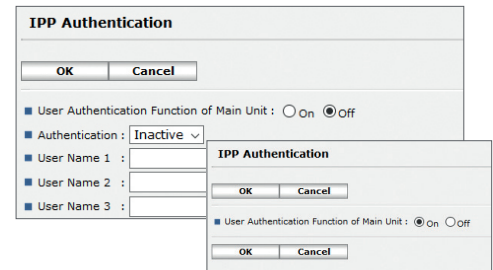 IPP Authentication
OK Cancel
User Authentication Function of Main Unit : On Off
Authentication : Inactive
User Name 1 :
User Name 2 :
User Name 3 :
IPP Authentication
OK Cancel
User Authentication Function of Main Unit : On Off
OK Cancel